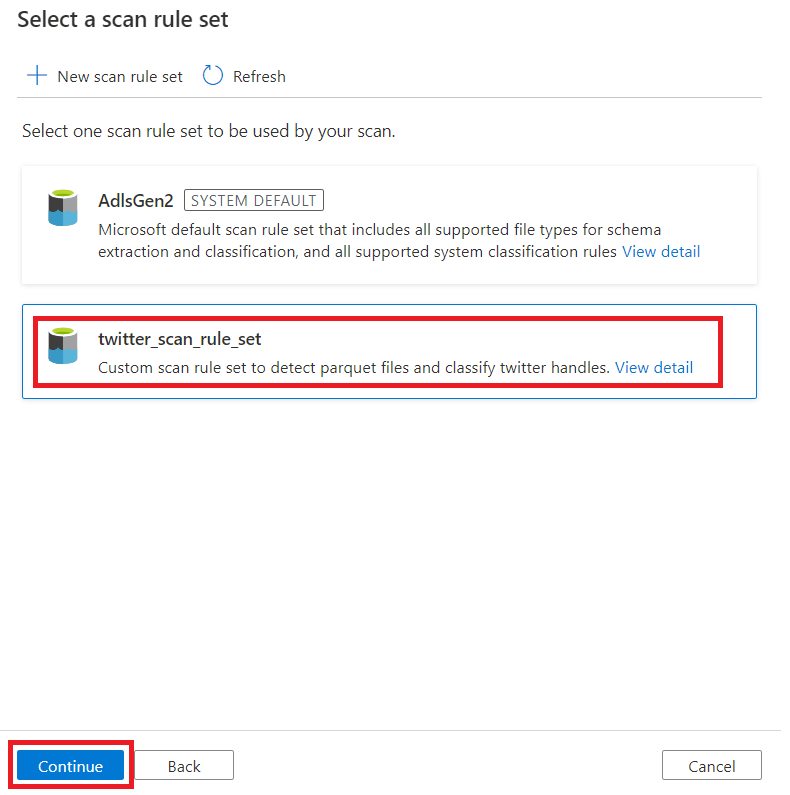 Select a scan rule set
New scan rule set
Refresh
Select one scan rule set to be used by your scan.
AdlsGen2 SYSTEM DEFAULT
Microsoft default scan rule set that includes all supported file types for schema
extraction and classification, and all supported system classification rules View detail
twitter_scan_rule_set
Custom scan rule set to detect parquet files and classify twitter handles. View detail
Continue
Back
Cancel